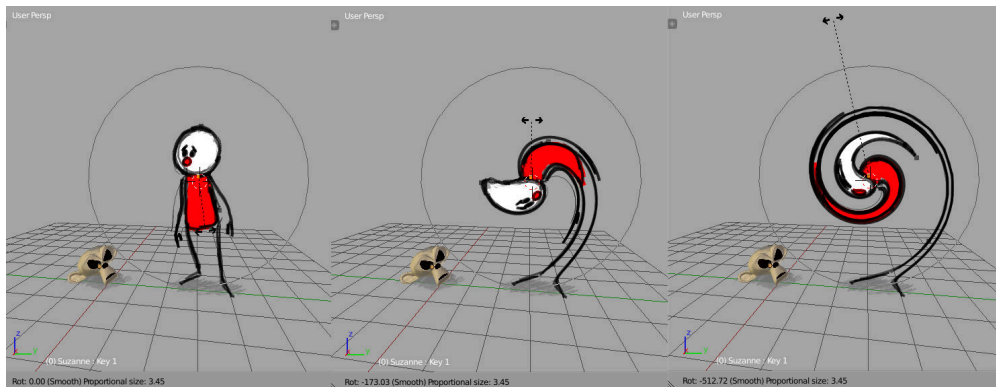 User Persp
z
y
(0) Suzanne : Key 1
Rot: 0.00 (Smooth) Proportional size: 3.45
User Persp
z
y
(0) Suzanne : Key 1
Rot: -173.03 (Smooth) Proportional size: 3.45
User Persp
z
y
(0) Suzanne : Key 1
Rot: -512.72 (Smooth) Proportional size: 3.45